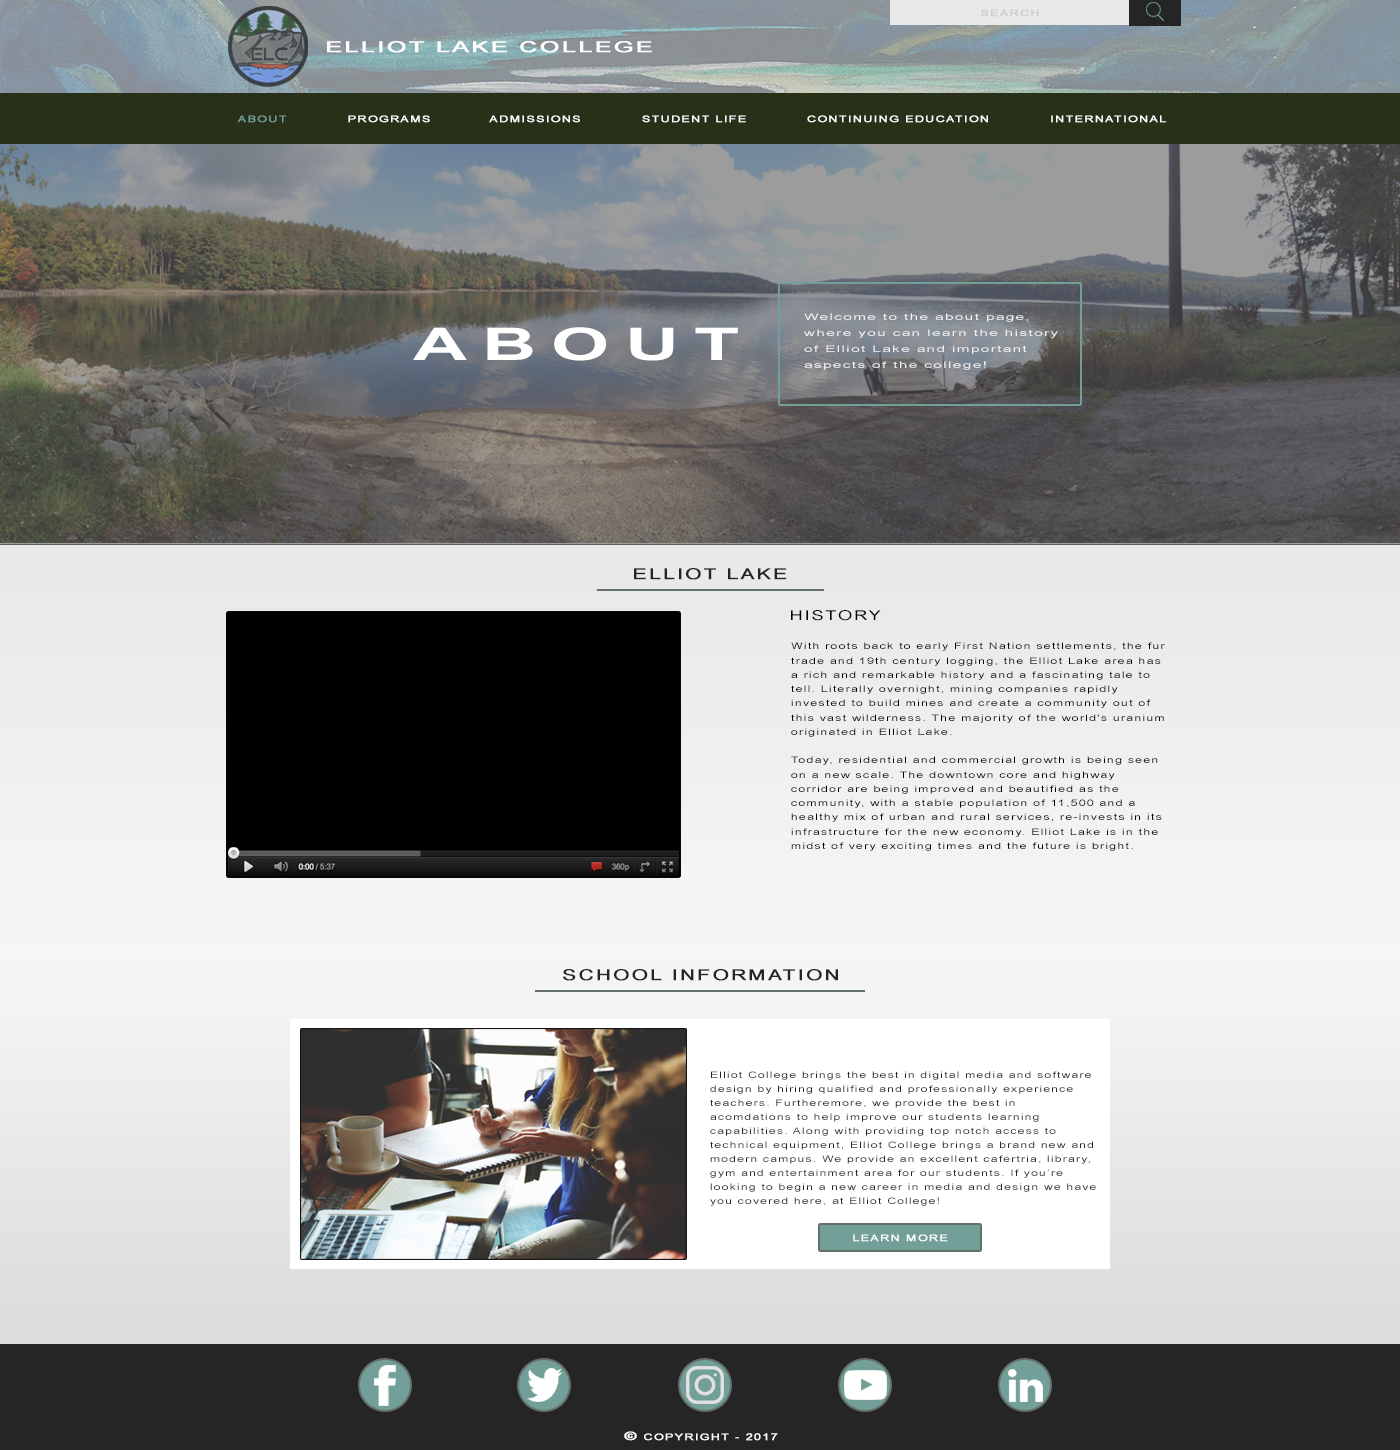 SEARCH
ELC
ELLIOT LAKE COLLEGE
ABOUT PROGRAMS ADMISSIONS STUDENT LIFE CONTINUING EDUCATION INTERNATIONAL
ABOUT
Welcome to the about page,
where you can learn the history
of Elliot Lake and important
aspects of the college!
ELLIOT LAKE
HISTORY
With roots back to early First Nation settlements, the fur
trade and 19th century logging, the Elliot Lake area has
a rich and remarkable history and a fascinating tale to
tell. Literally overnight, mining companies rapidly
invested to build mines and create a community out of
this vast wilderness. The majority of the world's uranium
originated in Elliot Lake.
Today, residential and commercial growth is being seen
on a new scale. The downtown core and highway
corridor are being improved and beautified as the
community, with a stable population of 11,500 and a
healthy mix of urban and rural services, re-invests in its
infrastructure for the new economy. Elliot Lake is in the
midst of very exciting times and the future is bright.
0:00 / 5:37 360p
SCHOOL INFORMATION
Elliot College brings the best in digital media and software
design by hiring qualified and professionally experience
teachers. Furthermore, we provide the best in
acomdations to help improve our students learning
capabilities. Along with providing top notch access to
technical equipment, Elliot College brings a brand new and
modern campus. We provide an excellent cafertria, library,
gym and entertainment area for our students. If you're
looking to begin a new career in media and design we have
you covered here, at Elliot College!
LEARN MORE
© COPYRIGHT - 2017